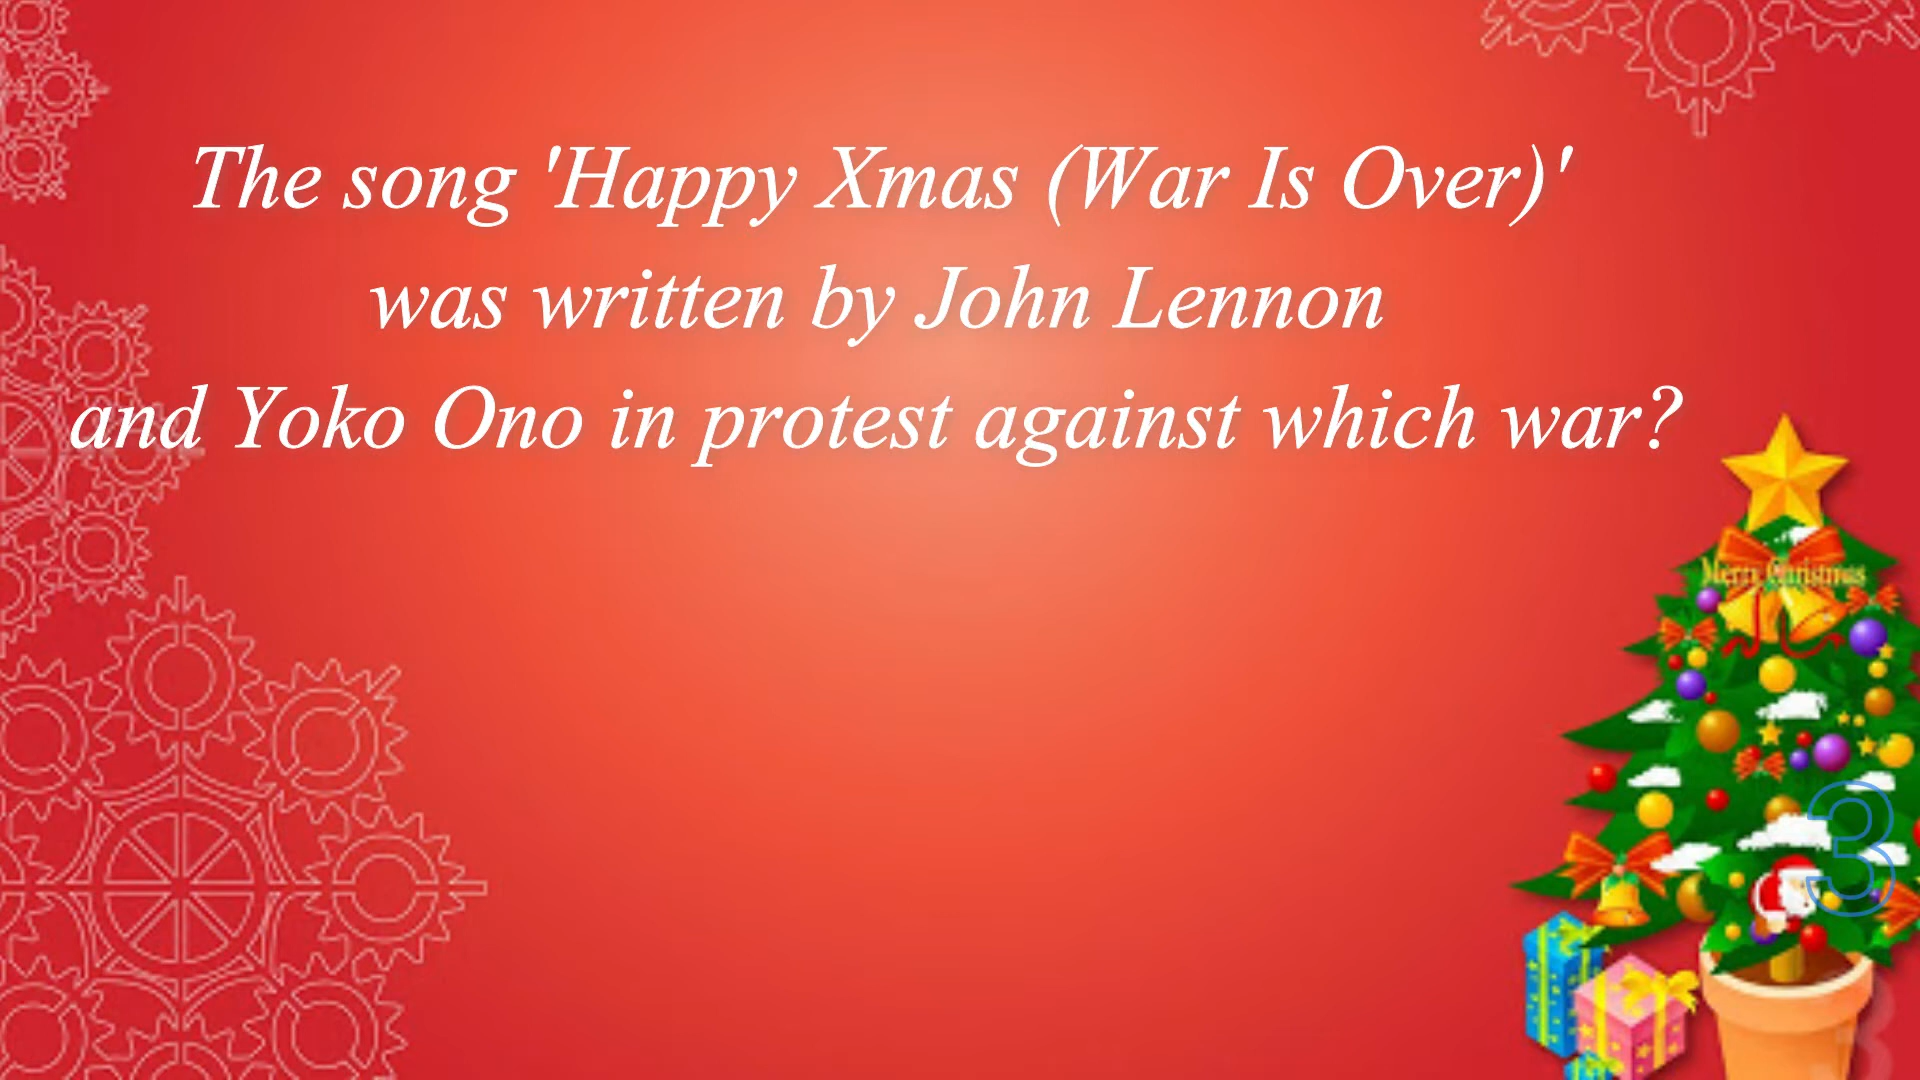 The song 'Happy Xmas (War Is Over)'
was written by John Lennon
and Yoko Ono in protest against which war?
Merry Christmas
3